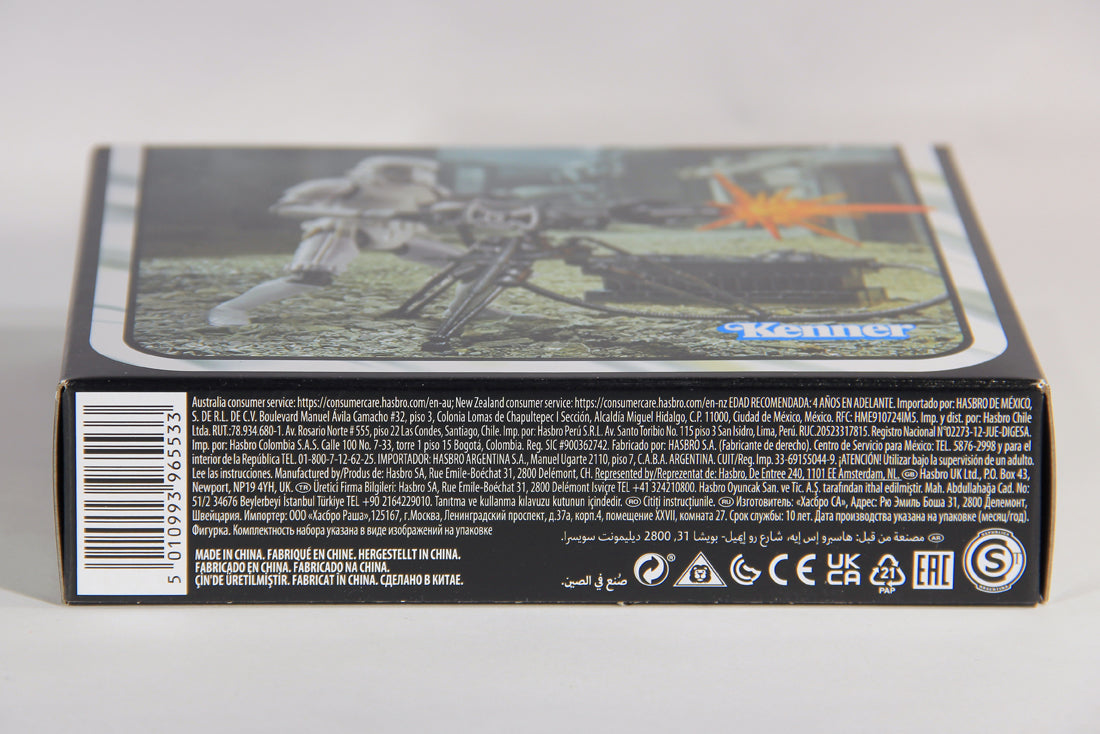 Kenner
Australia consumer service: https://consumercare.hasbro.com/en-au; New Zealand consumer service: https://consumercare.hasbro.com/en-nz EDAD RECOMENDADA: 4 AÑOS EN ADELANTE. Importado por: HASBRO DE MÉXICO,
S. DE R.L. DE C.V. Boulevard Manuel Ávila Camacho #32, piso 3, Colonia Lomas de Chapultepec I Sección, Alcaldía Miguel Hidalgo, C.P. 11000, Ciudad de México, México. RFC: HME910724IM5. Imp. y dist. por: Hasbro Chile
Ltda. RUT.:78.934.680-1. Av. Rosario Norte # 555, piso 22 Las Condes, Santiago, Chile. Imp. por: Hasbro Perú S.R.L. Av. Santo Toribio No. 115 piso 3 San Isidro, Lima, Perú. RUC.20523317815. Registro Nacional N°02273-12-JUE-DIGESA.
Imp. por: Hasbro Colombia S.A.S. Calle 100 No. 7-33, torre 1 piso 15 Bogotá, Colombia. Reg. SIC #900362742. Fabricado por: HASBRO S.A. (Fabricante de derecho). Centro de Servicio para México: TEL. 5876-2998 y para el
interior de la República TEL. 01-800-7-12-62-25. IMPORTADOR: HASBRO ARGENTINA S.A., Manuel Ugarte 2110, piso 7, C.A.B.A. ARGENTINA. CUIT/Reg. Imp. 33-69155044-9. ¡ATENCIÓN! Utilizar bajo la supervisión de un adulto.
Lee las instrucciones. Manufactured by/Produs de: Hasbro SA, Rue Emile-Boéchat 31, 2800 Delémont, CH. Represented by/Reprezentat de: Hasbro, De Entree 240, 1101 EE Amsterdam, NL. GB Hasbro UK Ltd., P.O. Box 43,
Newport, NP19 4YH, UK. TR Üretici Firma Bilgileri: Hasbro SA, Rue Emile-Boéchat 31, 2800 Delémont İsviçre TEL +41 324210800. Hasbro Oyuncak San. ve Tic. A.Ş. tarafından ithal edilmiştir. Mah. Abdullahağa Cad. No:
51/2 34676 Beylerbeyi İstanbul Türkiye TEL +90 2164229010. Tanıtma ve kullanma kılavuzu kutunun içindedir. RO Citiți instrucțiunile. RU Изготовитель: «Хасбро СА», Адрес: Рю Эмиль Боша 31, 2800 Делемонт,
Швейцария. Импортер: ООО «Хасбро Раша»,125167, г.Москва, Ленинградский проспект, д.37а, корп.4, помещение XXVII, комната 27. Срок службы: 10 лет. Дата производства указана на упаковке (месяц/год).
Фигурка. Комплектность набора указана в виде изображений на упаковке
AR مصنعة من قبل: هاسبرو إس إيه، شارع رو إميل- بويشا 31, 2800 ديليمونت سويسرا.
MADE IN CHINA. FABRIQUÉ EN CHINE. HERGESTELLT IN CHINA.
FABRICADO EN CHINA. FABRICADO NA CHINA.
ÇİN'DE ÜRETİLMİŞTİR. FABRICAT ÎN CHINA. СДЕЛАНО В КИТАЕ.
صُنع في الصين.
CE
UK
CA
21
PAP
EAC
S
5 010993 965533